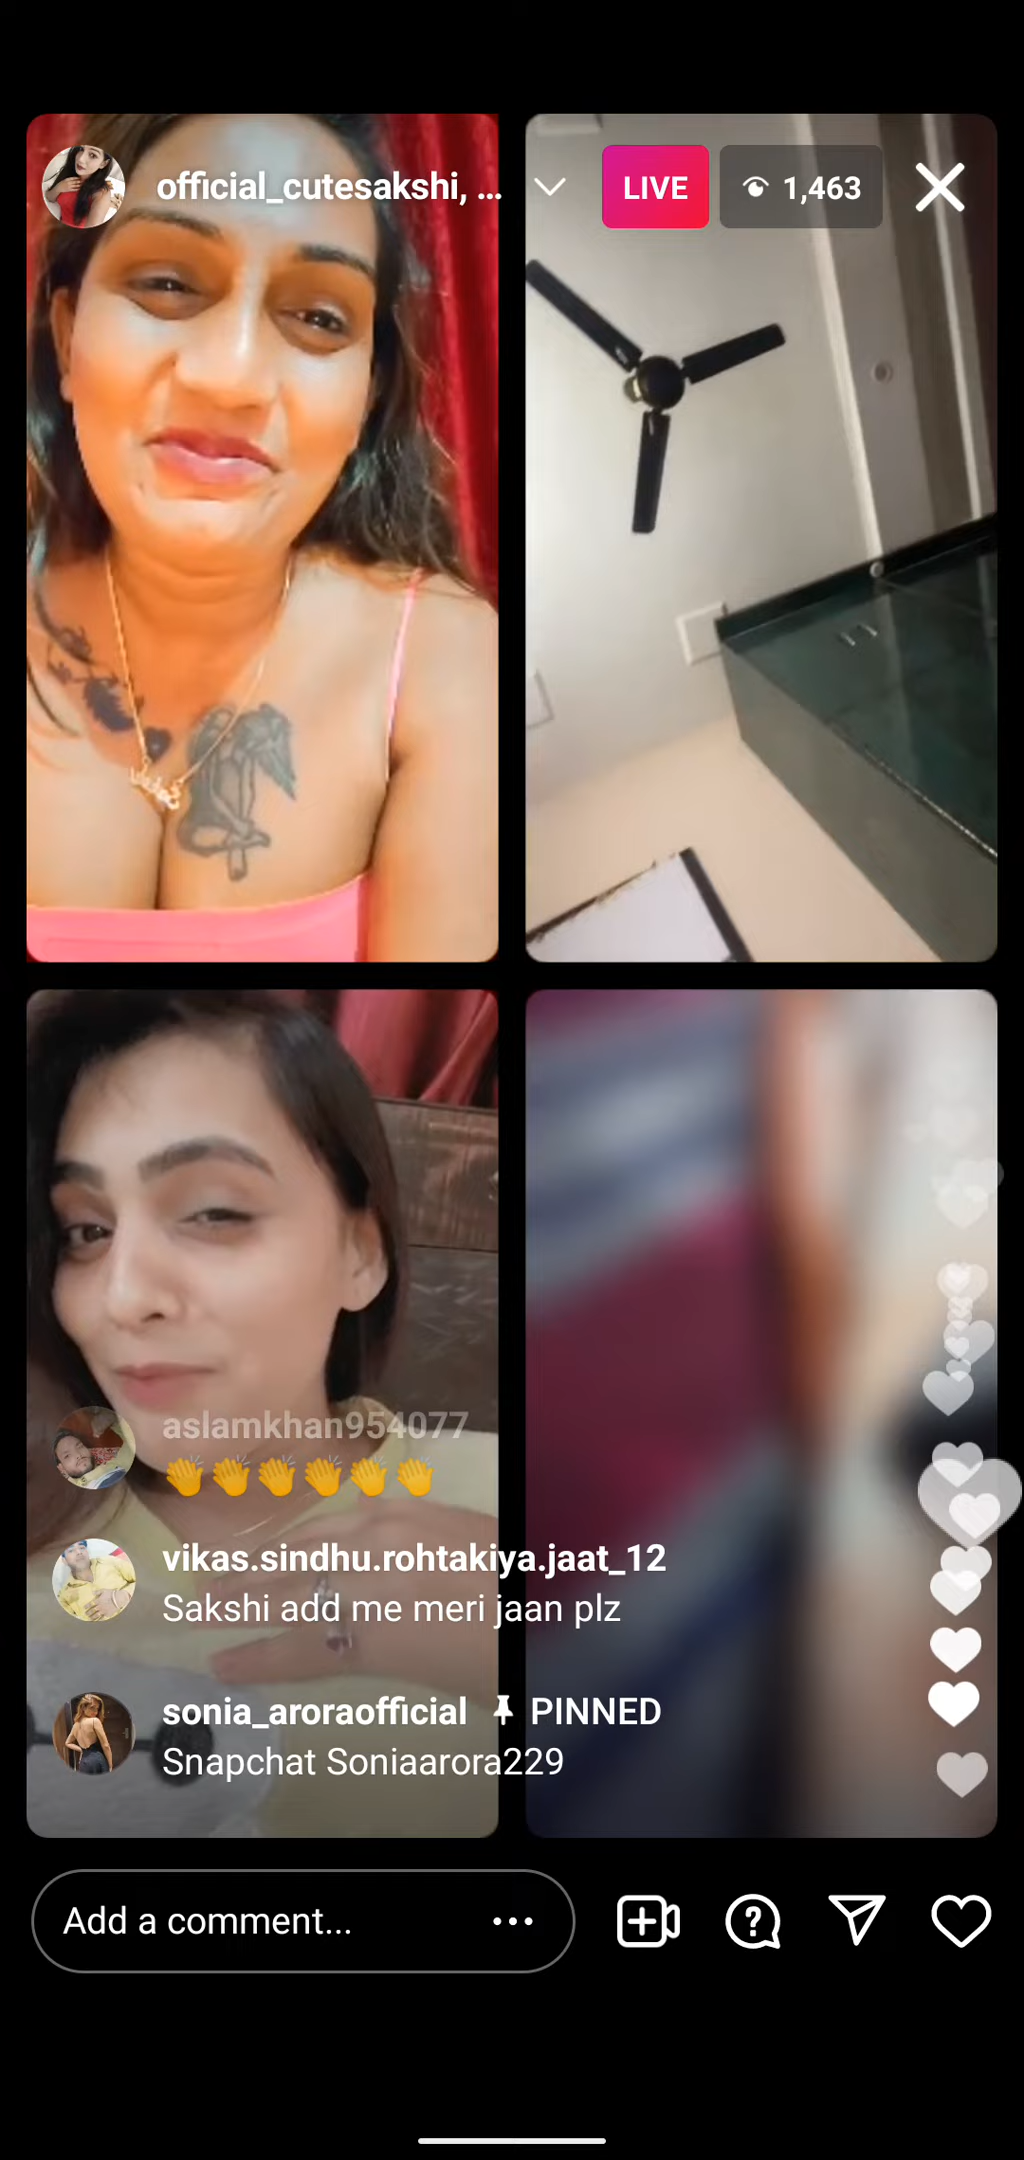 official_cutesakshi, ...
LIVE
1,463
aslamkhan954077
👏👏👏👏👏👏
vikas.sindhu.rohtakiya.jaat_12
Sakshi add me meri jaan plz
sonia_aroraofficial PINNED
Snapchat Soniaarora229
Add a comment...